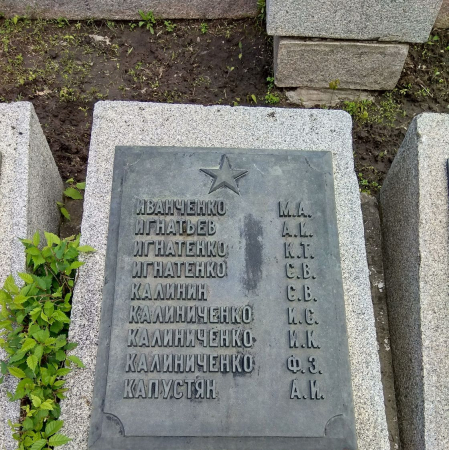 ИВАНЧЕНКО М.А.
ИГНАТЬЕВ А.И.
ИГНАТЕНКО К.Т.
ИГНАТЕНКО С.В.
КАЛИНИН С.В.
КАЛИНИЧЕНКО И.С.
КАЛИНИЧЕНКО И.К.
КАЛИНИЧЕНКО Ф.З.
КАПУСТЯН А.И.